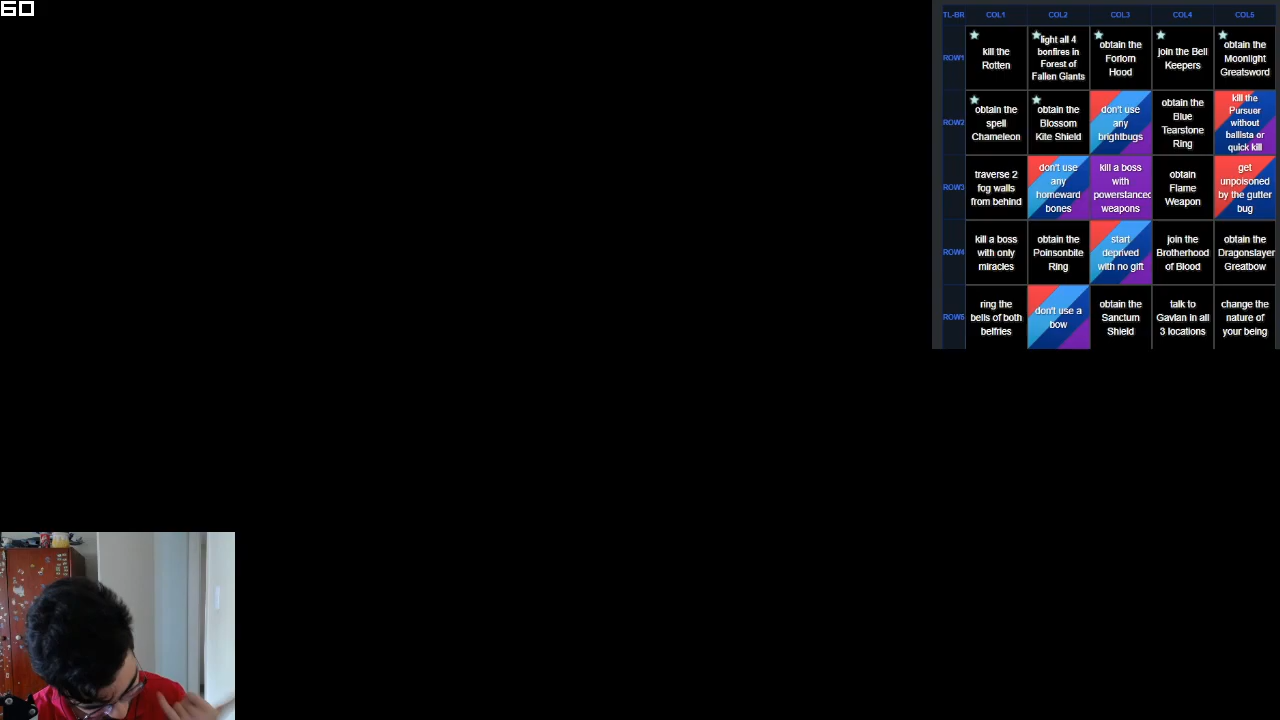 60
TL-BR COL1 COL2 COL3 COL4 COL5
ROW1
kill the
Rotten
light all 4
bonfires in
Forest of
Fallen Giants
obtain the
Forlorn
Hood
join the Bell
Keepers
obtain the
Moonlight
Greatsword
ROW2
obtain the
spell
Chameleon
obtain the
Blossom
Kite Shield
don't use
any
brightbugs
obtain the
Blue
Tearstone
Ring
kill the
Pursuer
without
ballista or
quick kill
ROW3
traverse 2
fog walls
from behind
don't use
any
homeward
bones
kill a boss
with
powerstanced
weapons
obtain
Flame
Weapon
get
unpoisoned
by the gutter
bug
ROW4
kill a boss
with only
miracles
obtain the
Poinsonbite
Ring
start
deprived
with no gift
join the
Brotherhood
of Blood
obtain the
Dragonslayer
Greatbow
ROW5
ring the
bells of both
belfries
don't use a
bow
obtain the
Sanctum
Shield
talk to
Gavlan in all
3 locations
change the
nature of
your being